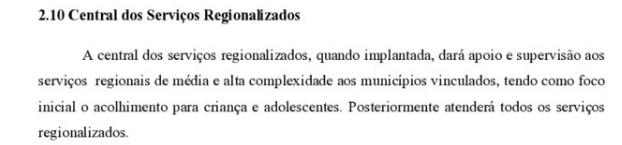 2.10 Central dos Serviços Regionalizados
A central dos serviços regionalizados, quando implantada, dará apoio e supervisão aos
serviços regionais de média e alta complexidade aos municípios vinculados, tendo como foco
inicial o acolhimento para criança e adolescentes. Posteriormente atenderá todos os serviços
regionalizados.